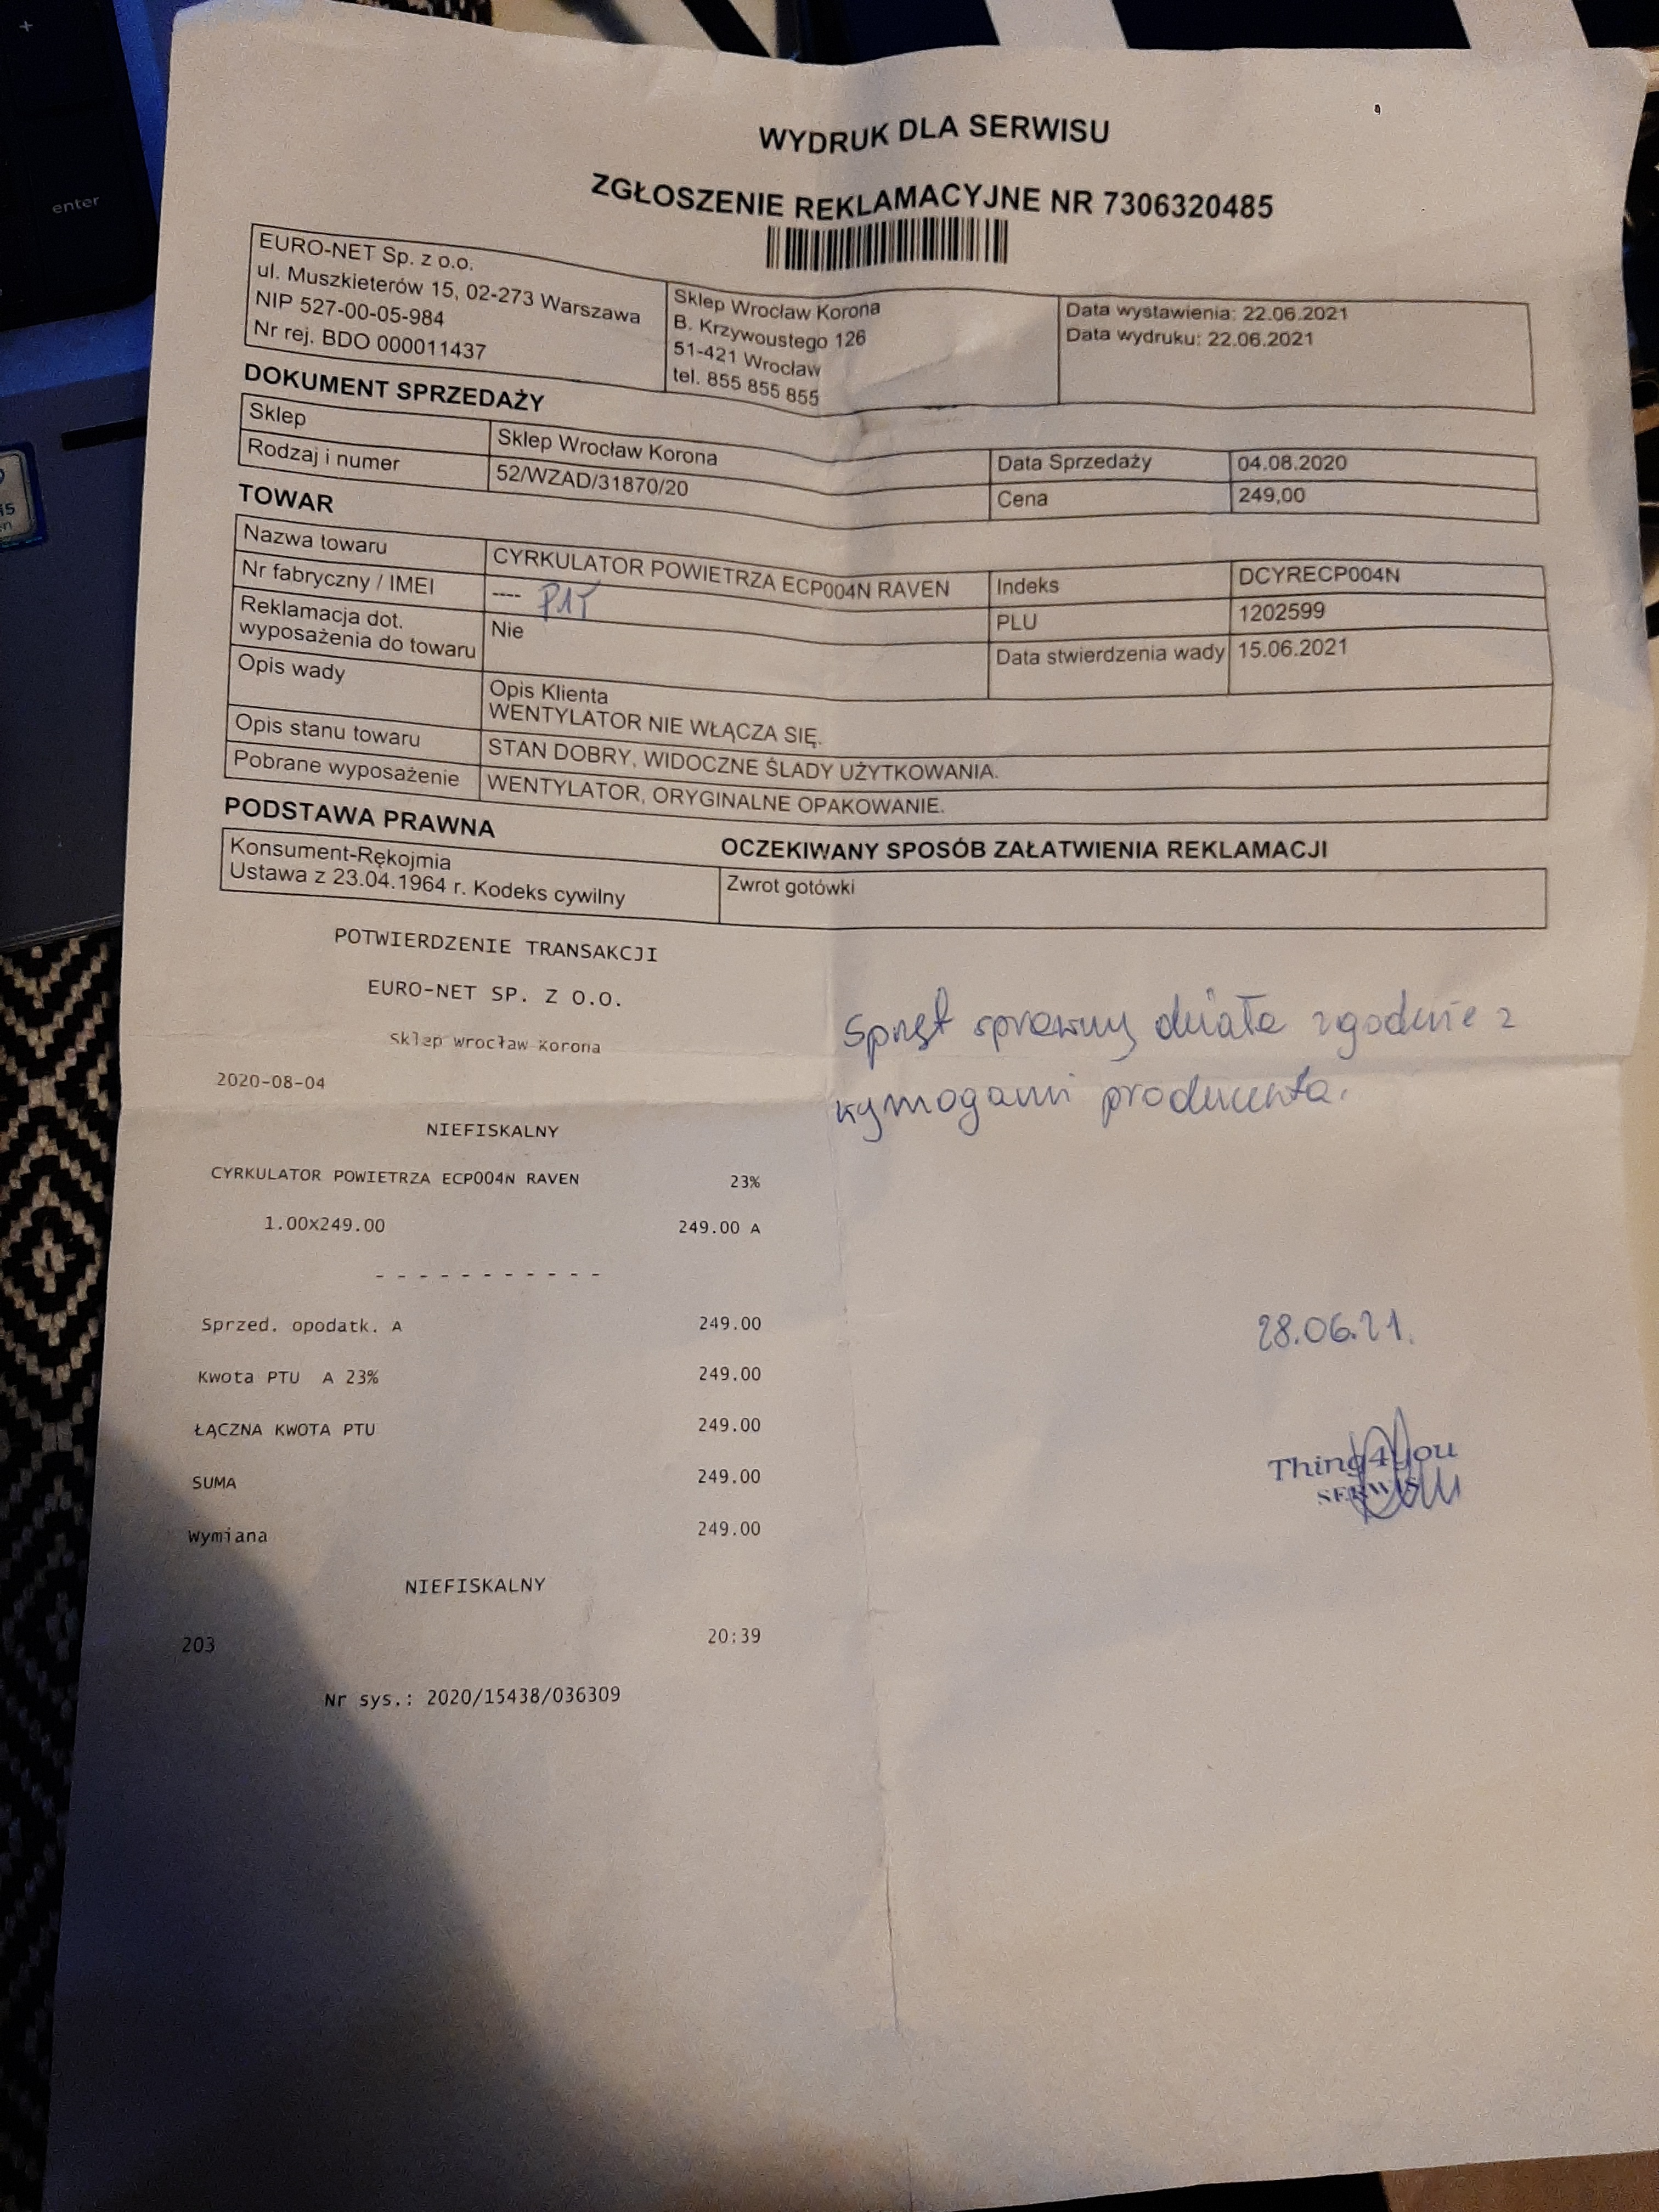 WYDRUK DLA SERWISU
ZGŁOSZENIE REKLAMACYJNE NR 7306320485
EURO-NET Sp. z o.o.
ul. Muszkieterów 15, 02-273 Warszawa
NIP 527-00-05-984
Nr rej. BDO 000011437
Sklep Wrocław Korona
B. Krzywoustego 126
51-421 Wrocław
tel. 855 855 855
Data wystawienia: 22.06.2021
Data wydruku: 22.06.2021
DOKUMENT SPRZEDAŻY
Sklep Sklep Wrocław Korona Data Sprzedaży 04.08.2020
Rodzaj i numer 52/WZAD/31870/20 Cena 249,00
TOWAR
Nazwa towaru CYRKULATOR POWIETRZA ECP004N RAVEN Indeks DCYRECP004N
Nr fabryczny / IMEI ---- PLU 1202599
Reklamacja dot.
wyposażenia do towaru Nie Data stwierdzenia wady 15.06.2021
Opis wady Opis Klienta
WENTYLATOR NIE WŁĄCZA SIĘ.
Opis stanu towaru STAN DOBRY, WIDOCZNE ŚLADY UŻYTKOWANIA.
Pobrane wyposażenie WENTYLATOR, ORYGINALNE OPAKOWANIE.
PODSTAWA PRAWNA OCZEKIWANY SPOSÓB ZAŁATWIENIA REKLAMACJI
Konsument-Rękojmia
Ustawa z 23.04.1964 r. Kodeks cywilny
Zwrot gotówki
POTWIERDZENIE TRANSAKCJI
EURO-NET SP. Z O.O.
Sklep Wrocław Korona
2020-08-04
NIEFISKALNY
CYRKULATOR POWIETRZA ECP004N RAVEN 23%
1.00x249.00 249.00 A
- - - - - - - - - - -
Sprzed. opodatk. A 249.00
Kwota PTU A 23% 249.00
ŁĄCZNA KWOTA PTU 249.00
SUMA 249.00
Wymiana 249.00
NIEFISKALNY
203 20:39
Nr sys.: 2020/15438/036309
Sprzęt sprawny działa zgodnie z
wymogami producenta.
28.06.21.
Thing4you
SERWIS
enter